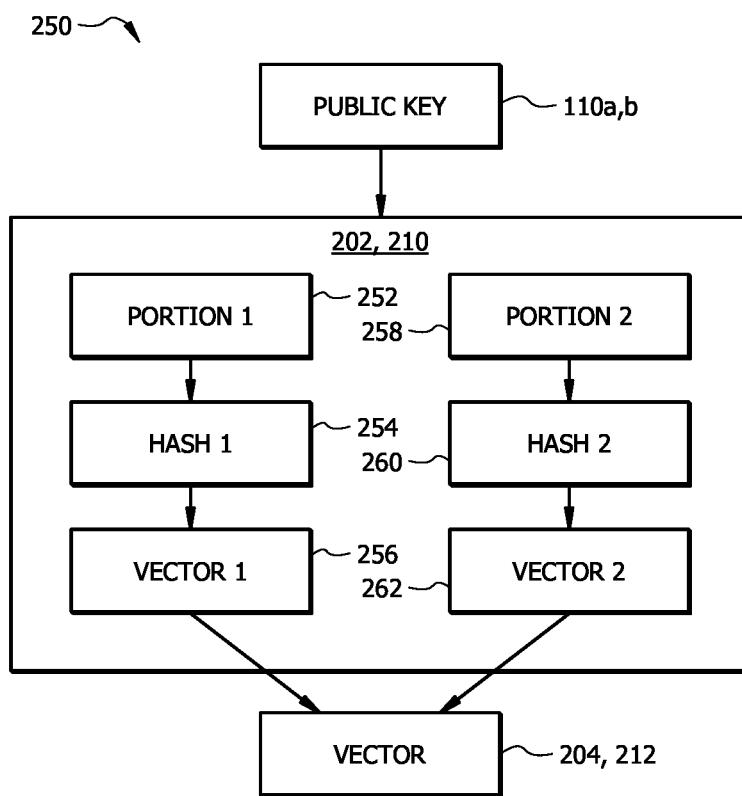 250
PUBLIC KEY
110a,b
202, 210
PORTION 1
252
258
PORTION 2
HASH 1
254
260
HASH 2
VECTOR 1
256
262
VECTOR 2
VECTOR
204, 212